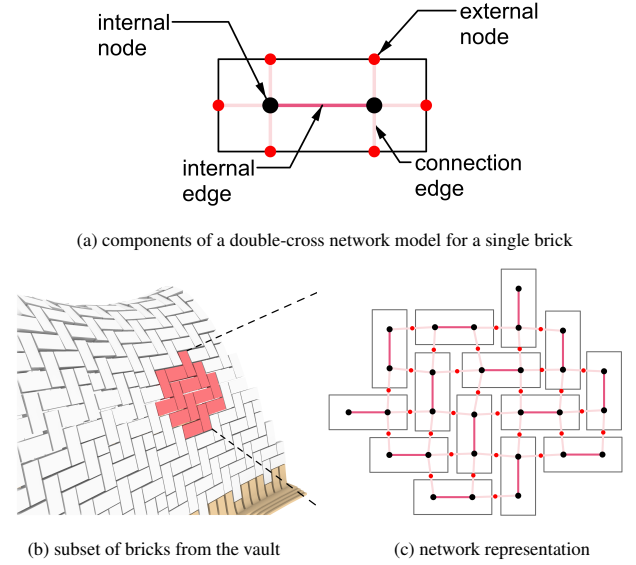 internal
node
external
node
internal
edge
connection
edge
(a) components of a double-cross network model for a single brick
(b) subset of bricks from the vault
(c) network representation